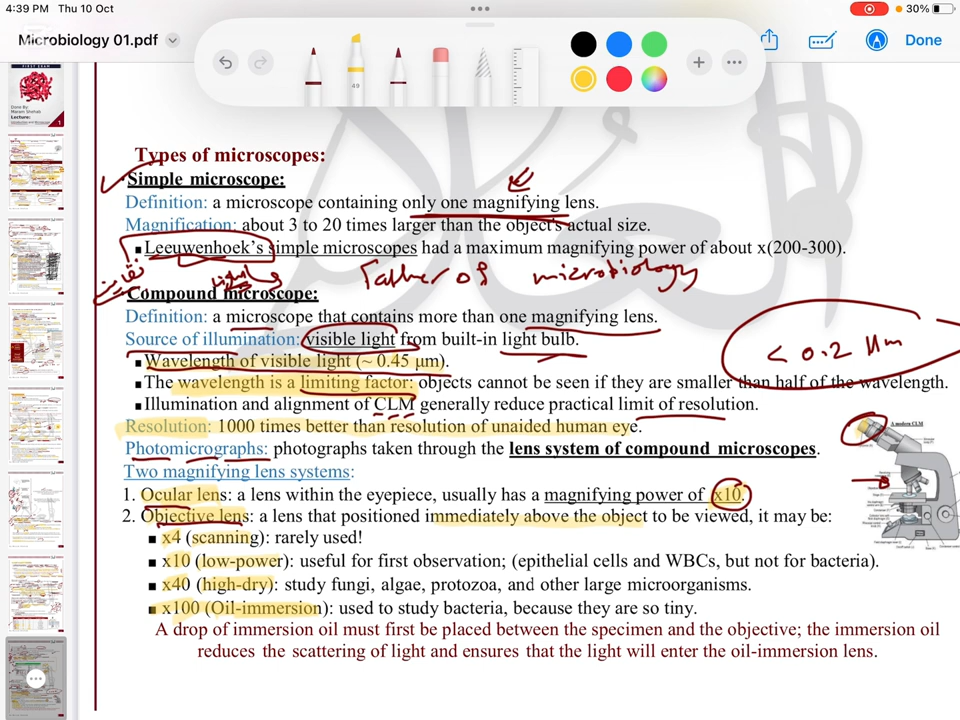 4:39 PM Thu 10 Oct
30%
Microbiology 01.pdf
Done
49
FIRST EXAM
Done By
Lecture:
1
Types of microscopes:
Simple microscope:
Definition: a microscope containing only one magnifying lens.
Magnification: about 3 to 20 times larger than the object's actual size.
▪ Leeuwenhoek's simple microscopes had a maximum magnifying power of about x(200-300).
Father of microbiology
Compound microscope:
Definition: a microscope that contains more than one magnifying lens.
Source of illumination: visible light from built-in light bulb.
< 0.2 μm
▪ Wavelength of visible light (~ 0.45 μm).
▪ The wavelength is a limiting factor: objects cannot be seen if they are smaller than half of the wavelength.
▪ Illumination and alignment of CLM generally reduce practical limit of resolution.
Resolution: 1000 times better than resolution of unaided human eye.
A modern CLM
Photomicrographs: photographs taken through the lens system of compound microscopes.
Two magnifying lens systems:
1. Ocular lens: a lens within the eyepiece, usually has a magnifying power of x10.
2. Objective lens: a lens that positioned immediately above the object to be viewed, it may be:
▪ x4 (scanning): rarely used!
▪ x10 (low-power): useful for first observation; (epithelial cells and WBCs, but not for bacteria).
▪ x40 (high-dry): study fungi, algae, protozoa, and other large microorganisms.
▪ x100 (Oil-immersion): used to study bacteria, because they are so tiny.
A drop of immersion oil must first be placed between the specimen and the objective; the immersion oil
reduces the scattering of light and ensures that the light will enter the oil-immersion lens.